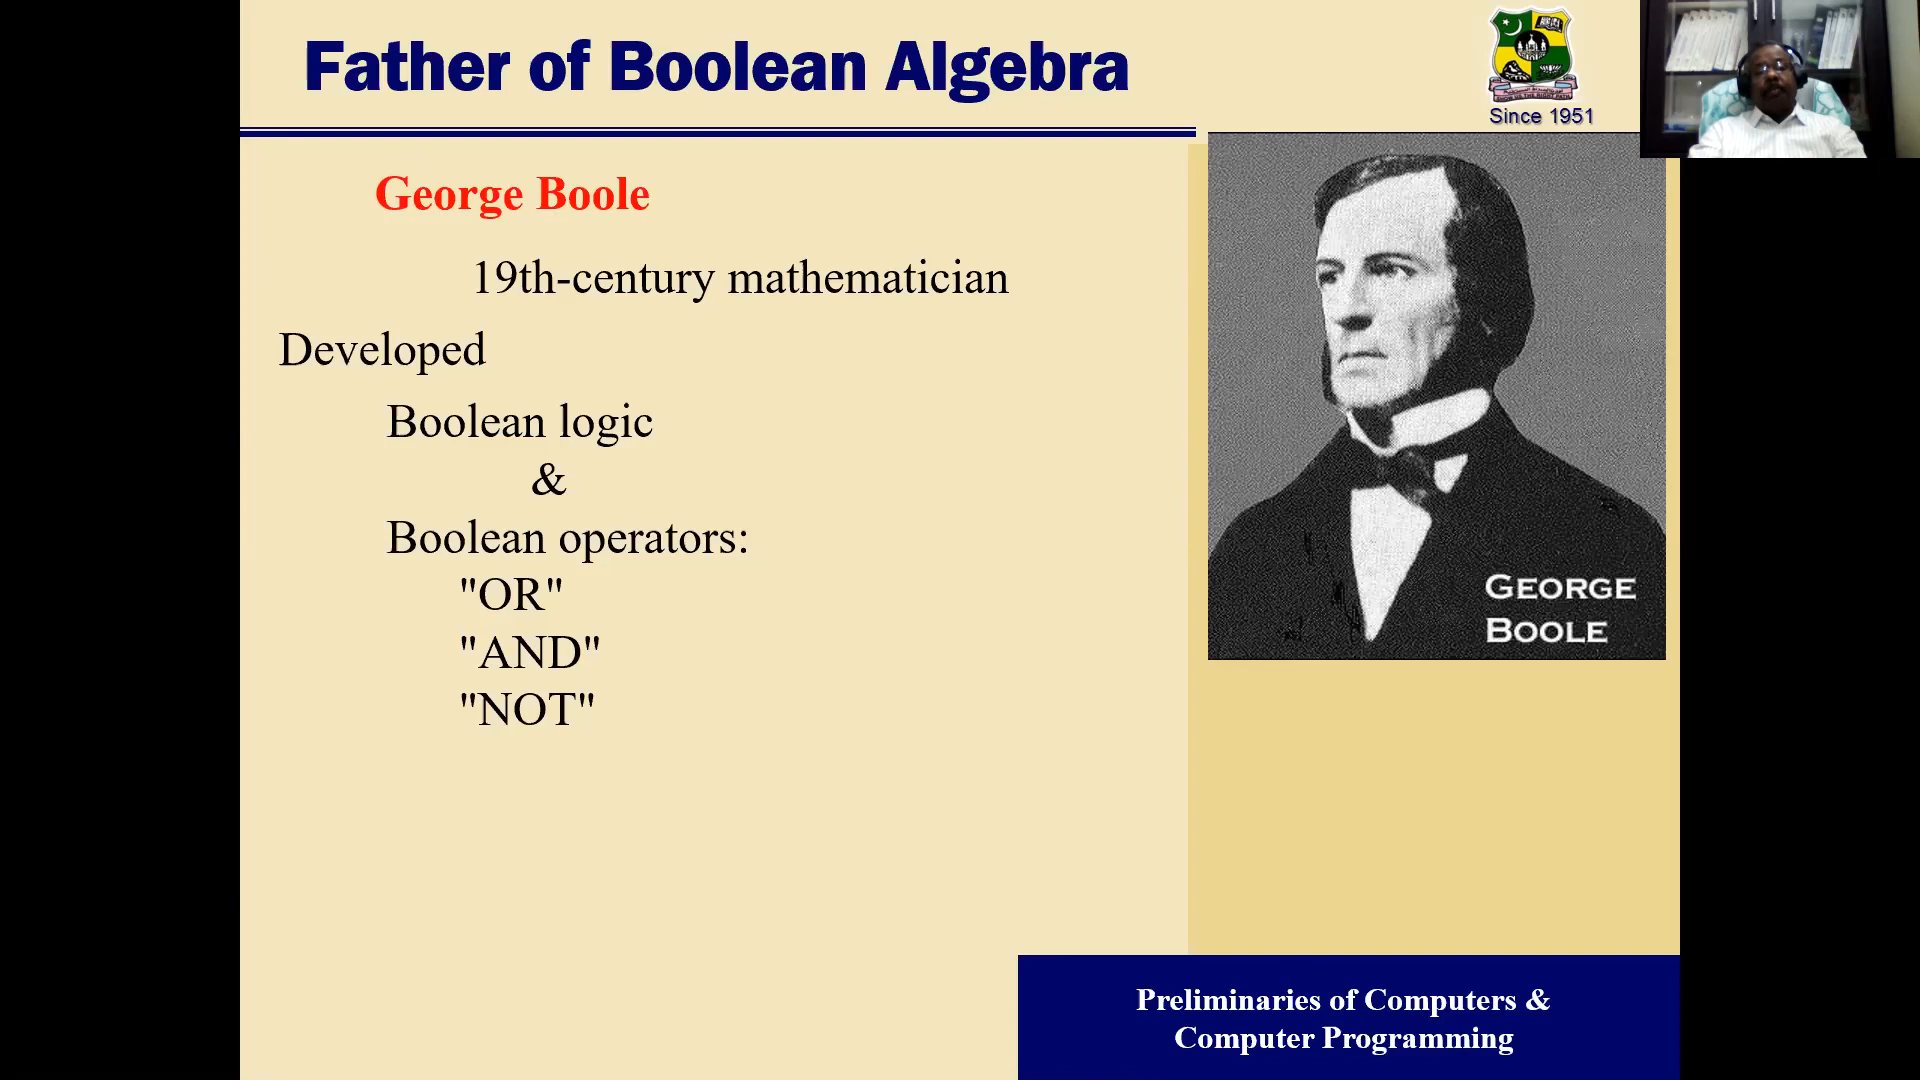 Father of Boolean Algebra
Since 1951
George Boole
19th-century mathematician
Developed
Boolean logic
&
Boolean operators:
"OR"
"AND"
"NOT"
GEORGE
BOOLE
Preliminaries of Computers &
Computer Programming